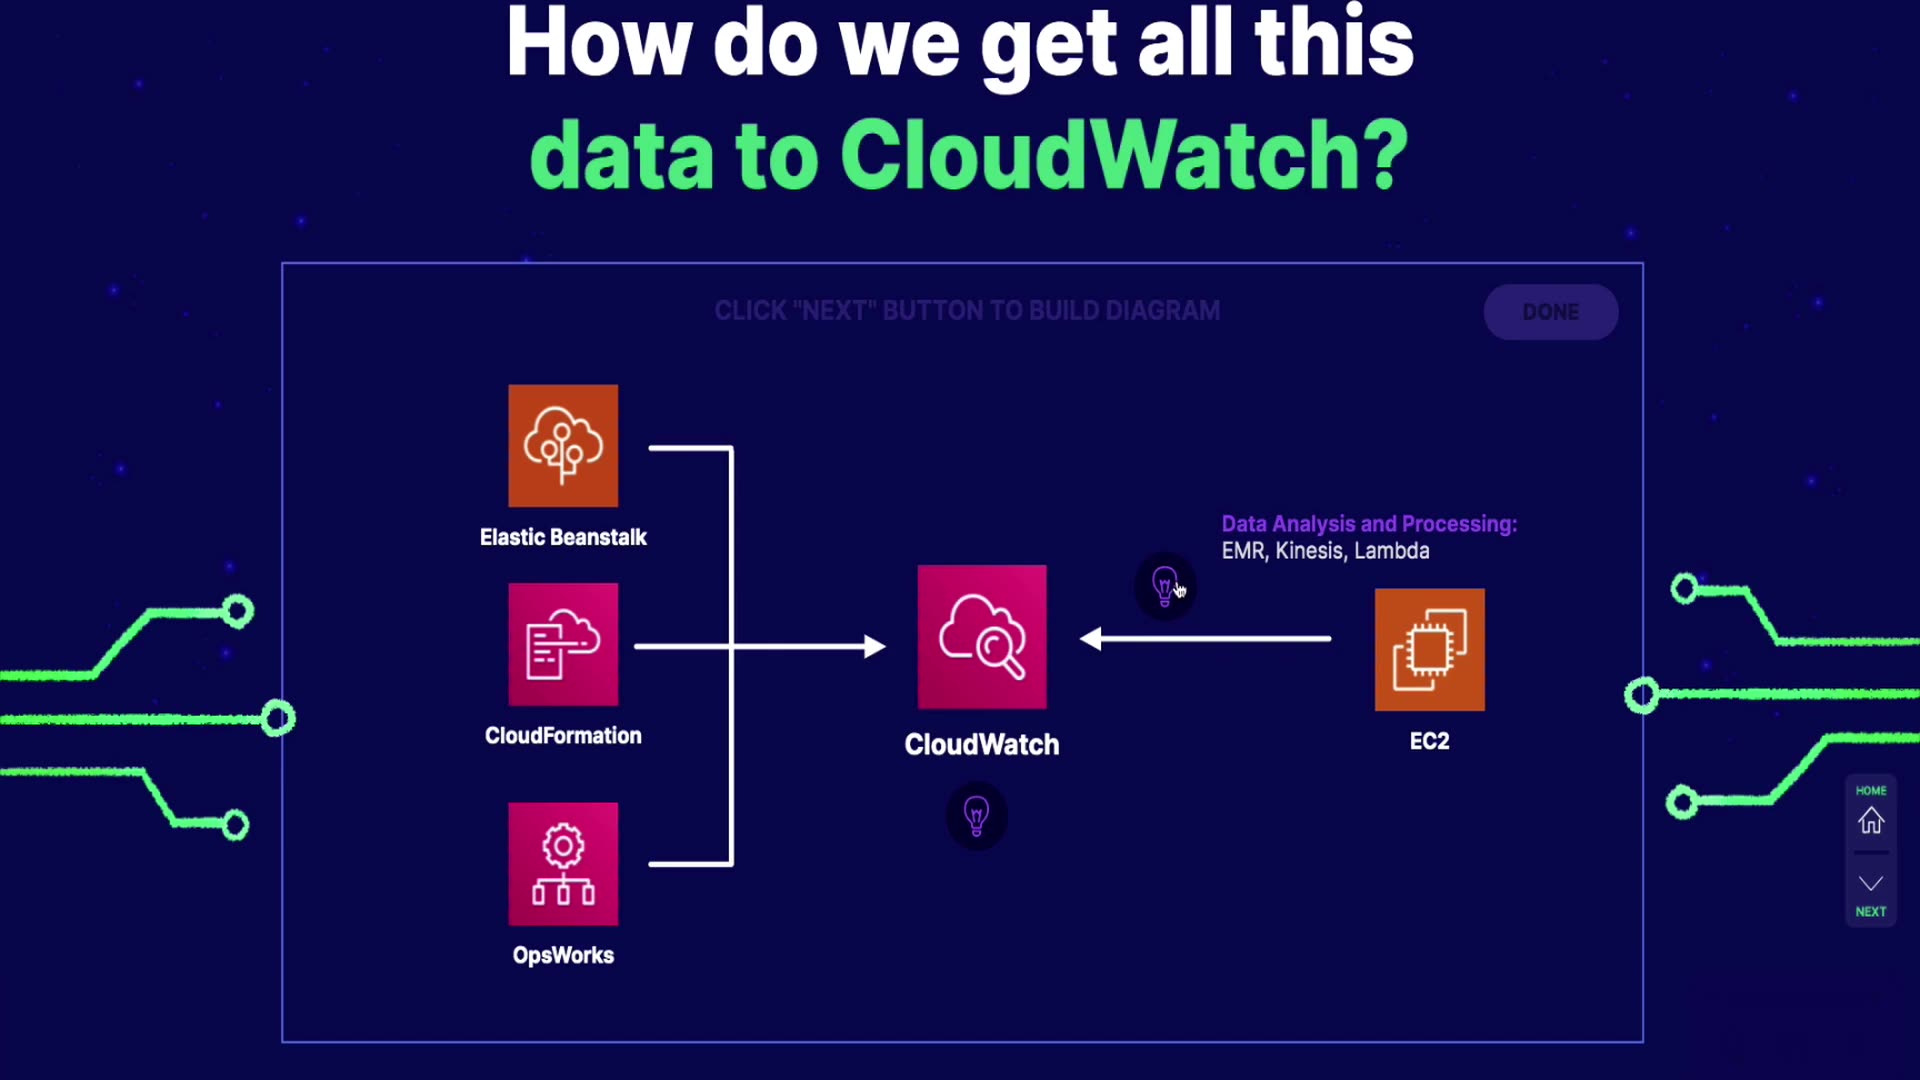 How do we get all this
data to CloudWatch?
CLICK "NEXT" BUTTON TO BUILD DIAGRAM
DONE
Elastic Beanstalk
Data Analysis and Processing:
EMR, Kinesis, Lambda
CloudFormation
CloudWatch
EC2
OpsWorks
HOME
NEXT